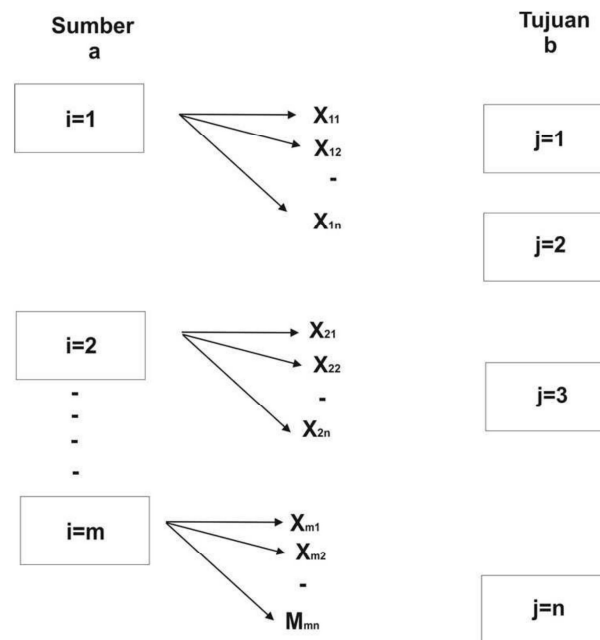 Sumber
a
Tujuan
b
i=1
X11
X12
-
X1n
j=1
j=2
i=2
X21
X22
-
X2n
j=3
-
-
-
-
i=m
Xm1
Xm2
-
Mmn
j=n